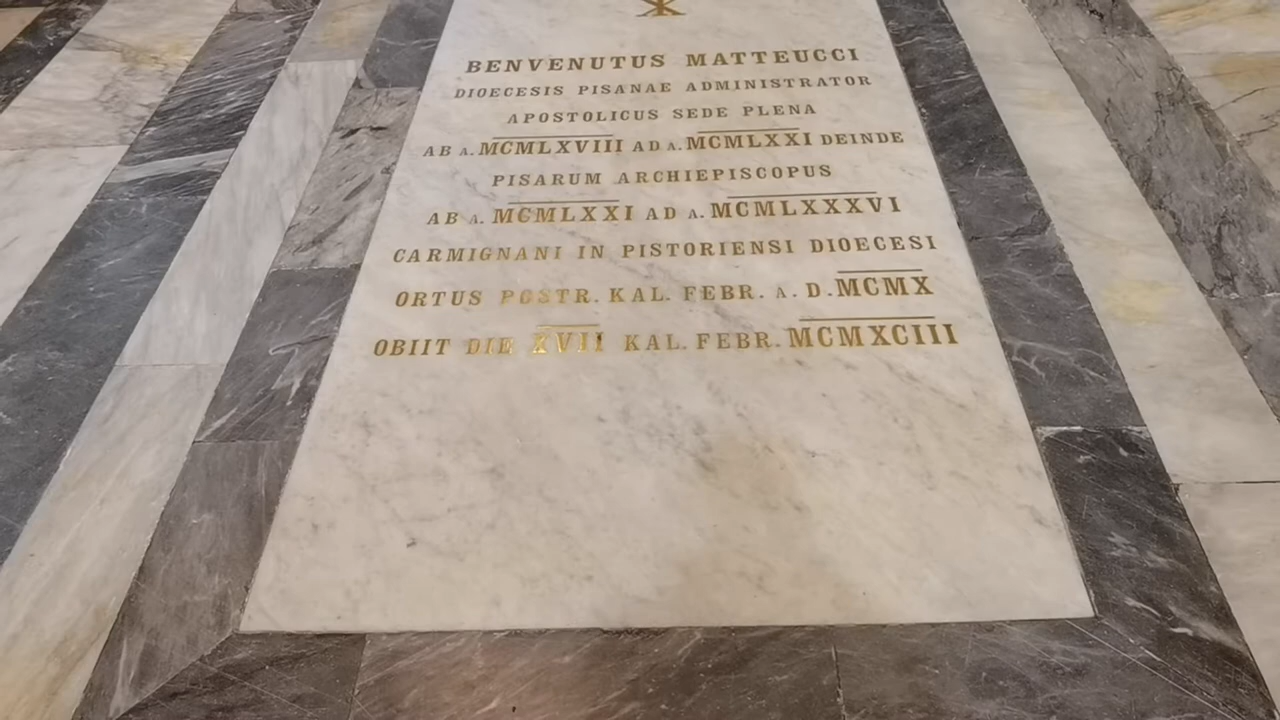 BENVENUTUS MATTEUCCI
DIOECESIS PISANAE ADMINISTRATOR
APOSTOLICUS SEDE PLENA
AB A. MCMLXVIII AD A. MCMLXXI DEINDE
PISARUM ARCHIEPISCOPUS
AB A. MCMLXXI AD A. MCMLXXXVI
CARMIGNANI IN PISTORIENSI DIOECESI
ORTUS POSTR. KAL. FEBR. A. D. MCMX
OBIIT DIE XVII KAL. FEBR. MCMXCIII